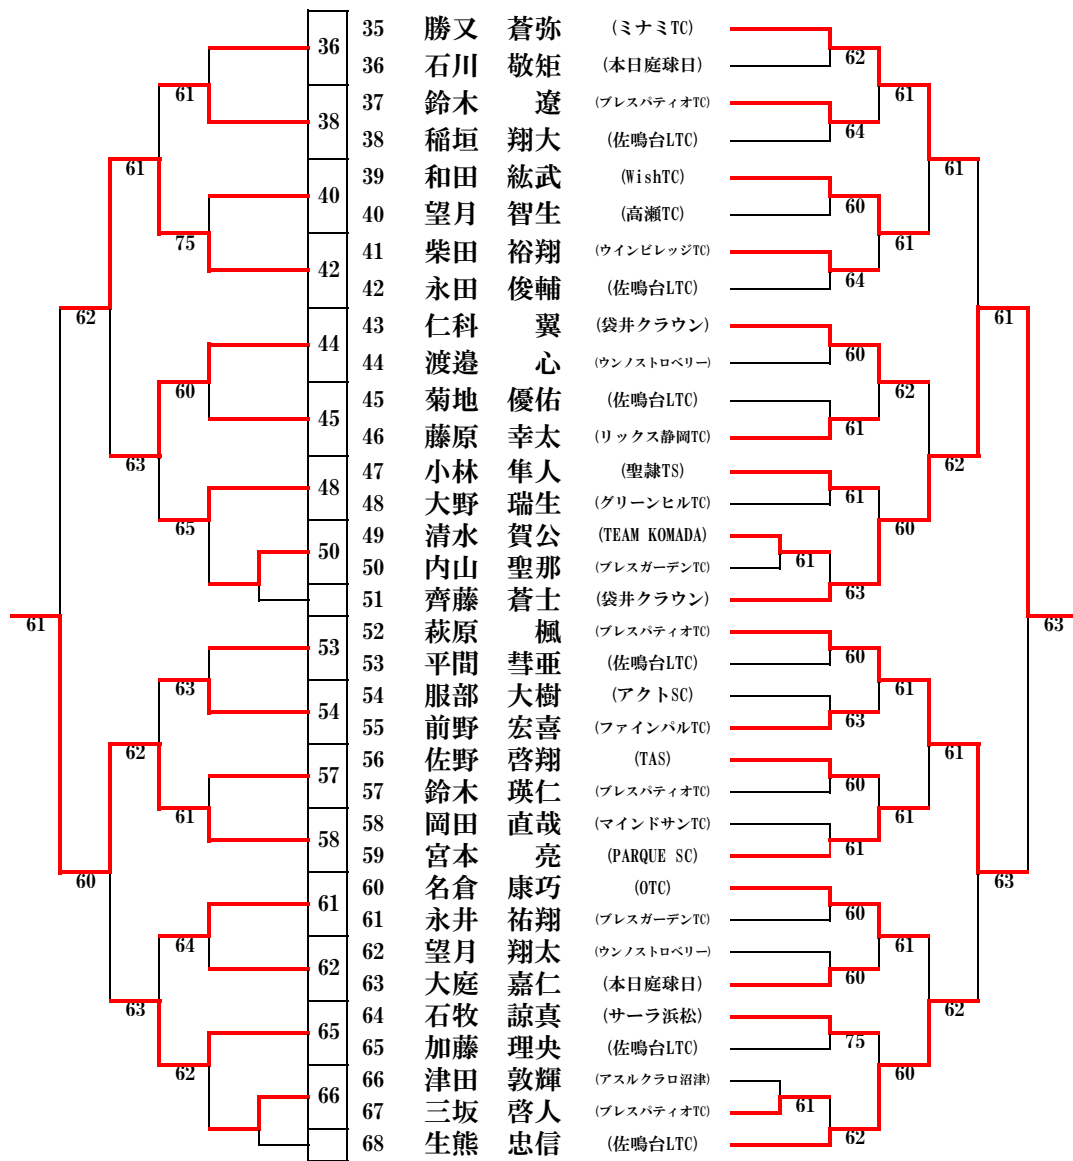 35 勝又 蒼弥 (ミナミTC)
36 石川 敬矩 (本日庭球日)
37 鈴木 遼 (ブレスパティオTC)
38 稲垣 翔大 (佐鳴台LTC)
39 和田 紘武 (WishTC)
40 望月 智生 (高瀬TC)
41 柴田 裕翔 (ウインビレッジTC)
42 永田 俊輔 (佐鳴台LTC)
43 仁科 翼 (袋井クラウン)
44 渡邉 心 (ウンノストロベリー)
45 菊地 優佑 (佐鳴台LTC)
46 藤原 幸太 (リックス静岡TC)
47 小林 隼人 (聖隷TS)
48 大野 瑞生 (グリーンヒルTC)
49 清水 賀公 (TEAM KOMADA)
50 内山 聖那 (ブレスガーデンTC)
51 齊藤 蒼士 (袋井クラウン)
52 萩原 楓 (ブレスパティオTC)
53 平間 彗亜 (佐鳴台LTC)
54 服部 大樹 (アクトSC)
55 前野 宏喜 (ファインパルTC)
56 佐野 啓翔 (TAS)
57 鈴木 瑛仁 (ブレスパティオTC)
58 岡田 直哉 (マインドサンTC)
59 宮本 亮 (PARQUE SC)
60 名倉 康巧 (OTC)
61 永井 祐翔 (ブレスガーデンTC)
62 望月 翔太 (ウンノストロベリー)
63 大庭 嘉仁 (本日庭球日)
64 石牧 諒真 (サーラ浜松)
65 加藤 理央 (佐鳴台LTC)
66 津田 敦輝 (アスルクラロ沼津)
67 三坂 啓人 (ブレスパティオTC)
68 生熊 忠信 (佐鳴台LTC)
36
38
40
42
44
45
48
50
53
54
57
58
61
62
65
66
61
75
60
65
63
61
64
62
61
63
62
63
62
60
61
62
64
60
64
60
61
61
61
63
60
63
60
61
60
60
75
61
62
61
61
62
60
61
61
61
60
61
62
61
62
61
63
63